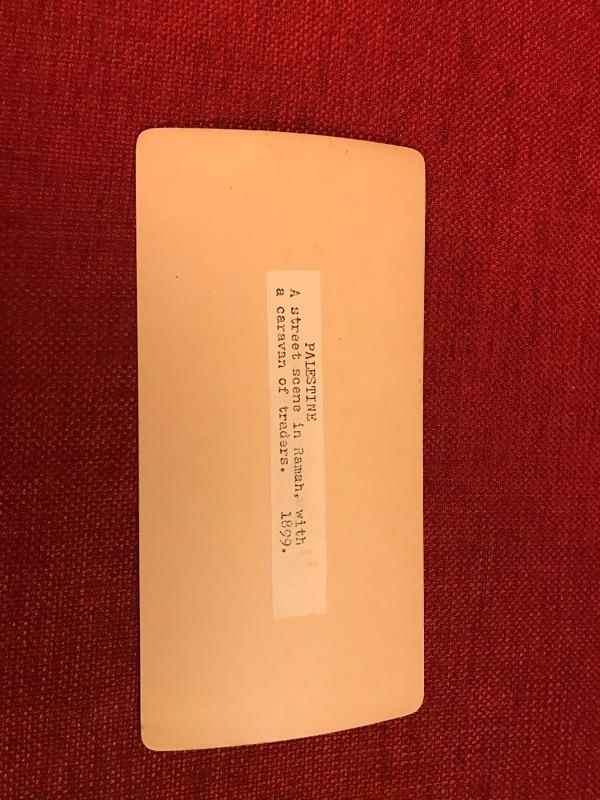 PALESTINE
A street scene in Ramah, with
a caravan of traders. 1899.